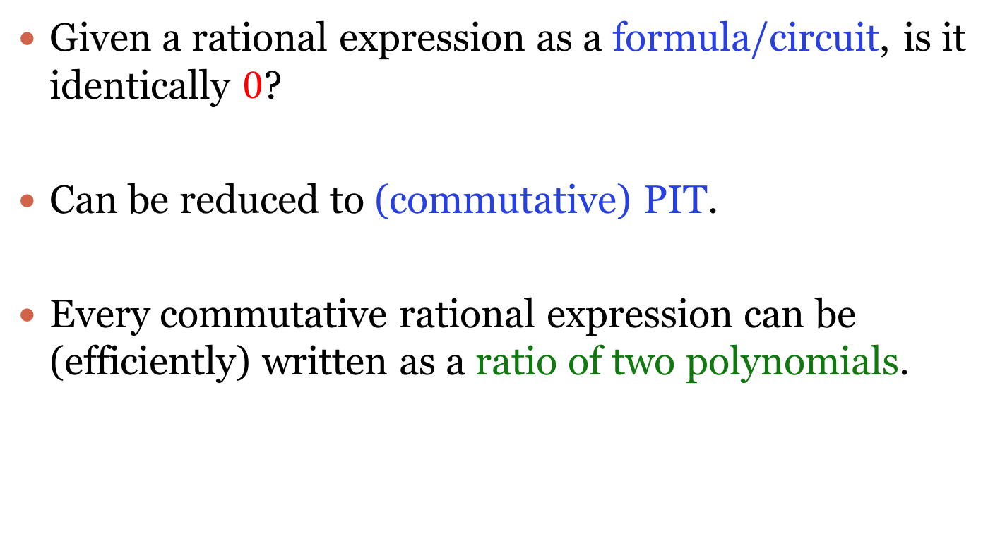 • Given a rational expression as a formula/circuit, is it
identically 0?
• Can be reduced to (commutative) PIT.
• Every commutative rational expression can be
(efficiently) written as a ratio of two polynomials.